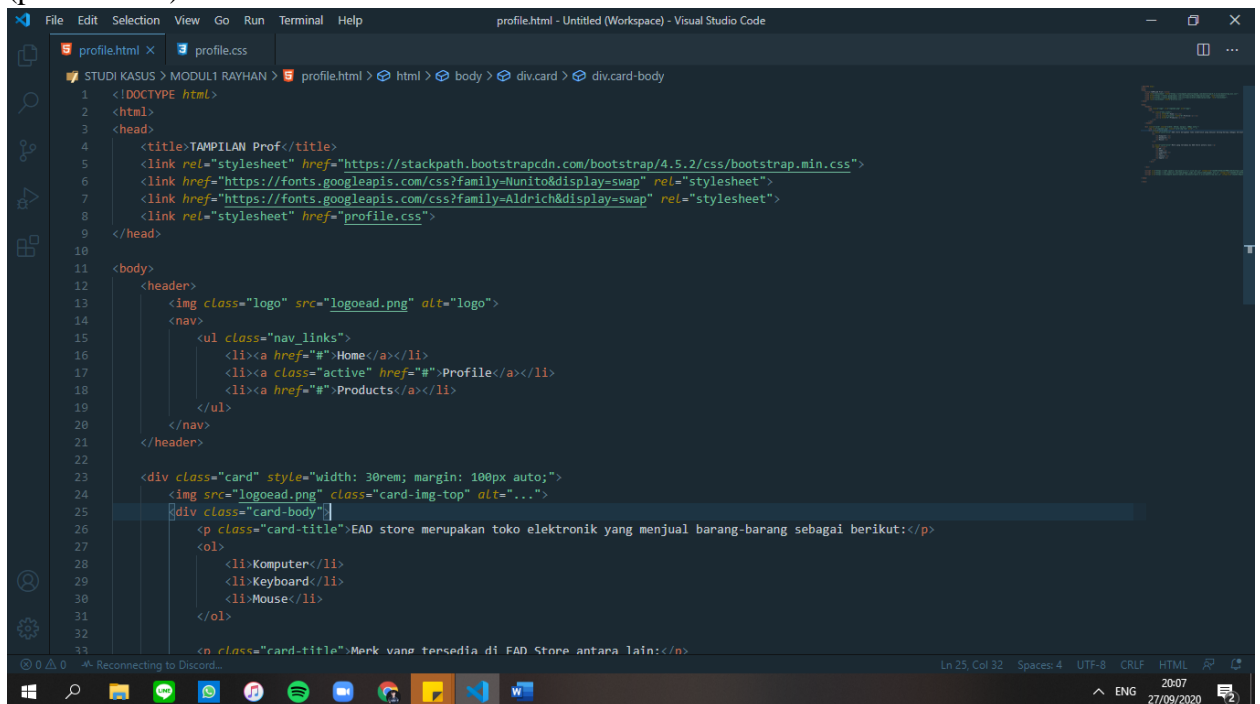 File Edit Selection View Go Run Terminal Help profile.html - Untitled (Workspace) - Visual Studio Code
profile.html × profile.css
STUDI KASUS > MODUL1 RAYHAN > profile.html > html > body > div.card > div.card-body
1 <!DOCTYPE html>
2 <html>
3 <head>
4 <title>TAMPILAN Prof</title>
5 <link rel="stylesheet" href="https://stackpath.bootstrapcdn.com/bootstrap/4.5.2/css/bootstrap.min.css">
6 <link href="https://fonts.googleapis.com/css?family=Nunito&display=swap" rel="stylesheet">
7 <link href="https://fonts.googleapis.com/css?family=Aldrich&display=swap" rel="stylesheet">
8 <link rel="stylesheet" href="profile.css">
9 </head>
10
11 <body>
12 <header>
13 <img class="logo" src="logoead.png" alt="logo">
14 <nav>
15 <ul class="nav_links">
16 <li><a href="#">Home</a></li>
17 <li><a class="active" href="#">Profile</a></li>
18 <li><a href="#">Products</a></li>
19 </ul>
20 </nav>
21 </header>
22
23 <div class="card" style="width: 30rem; margin: 100px auto;">
24 <img src="logoead.png" class="card-img-top" alt="...">
25 <div class="card-body">
26 <p class="card-title">EAD store merupakan toko elektronik yang menjual barang-barang sebagai berikut:</p>
27 <ol>
28 <li>Komputer</li>
29 <li>Keyboard</li>
30 <li>Mouse</li>
31 </ol>
32
33 <p class="card-title">Merk yang tersedia di EAD Store antara lain:</p>
0 0 Reconnecting to Discord... Ln 25, Col 32 Spaces: 4 UTF-8 CRLF HTML
ENG 20:07
27/09/2020 2